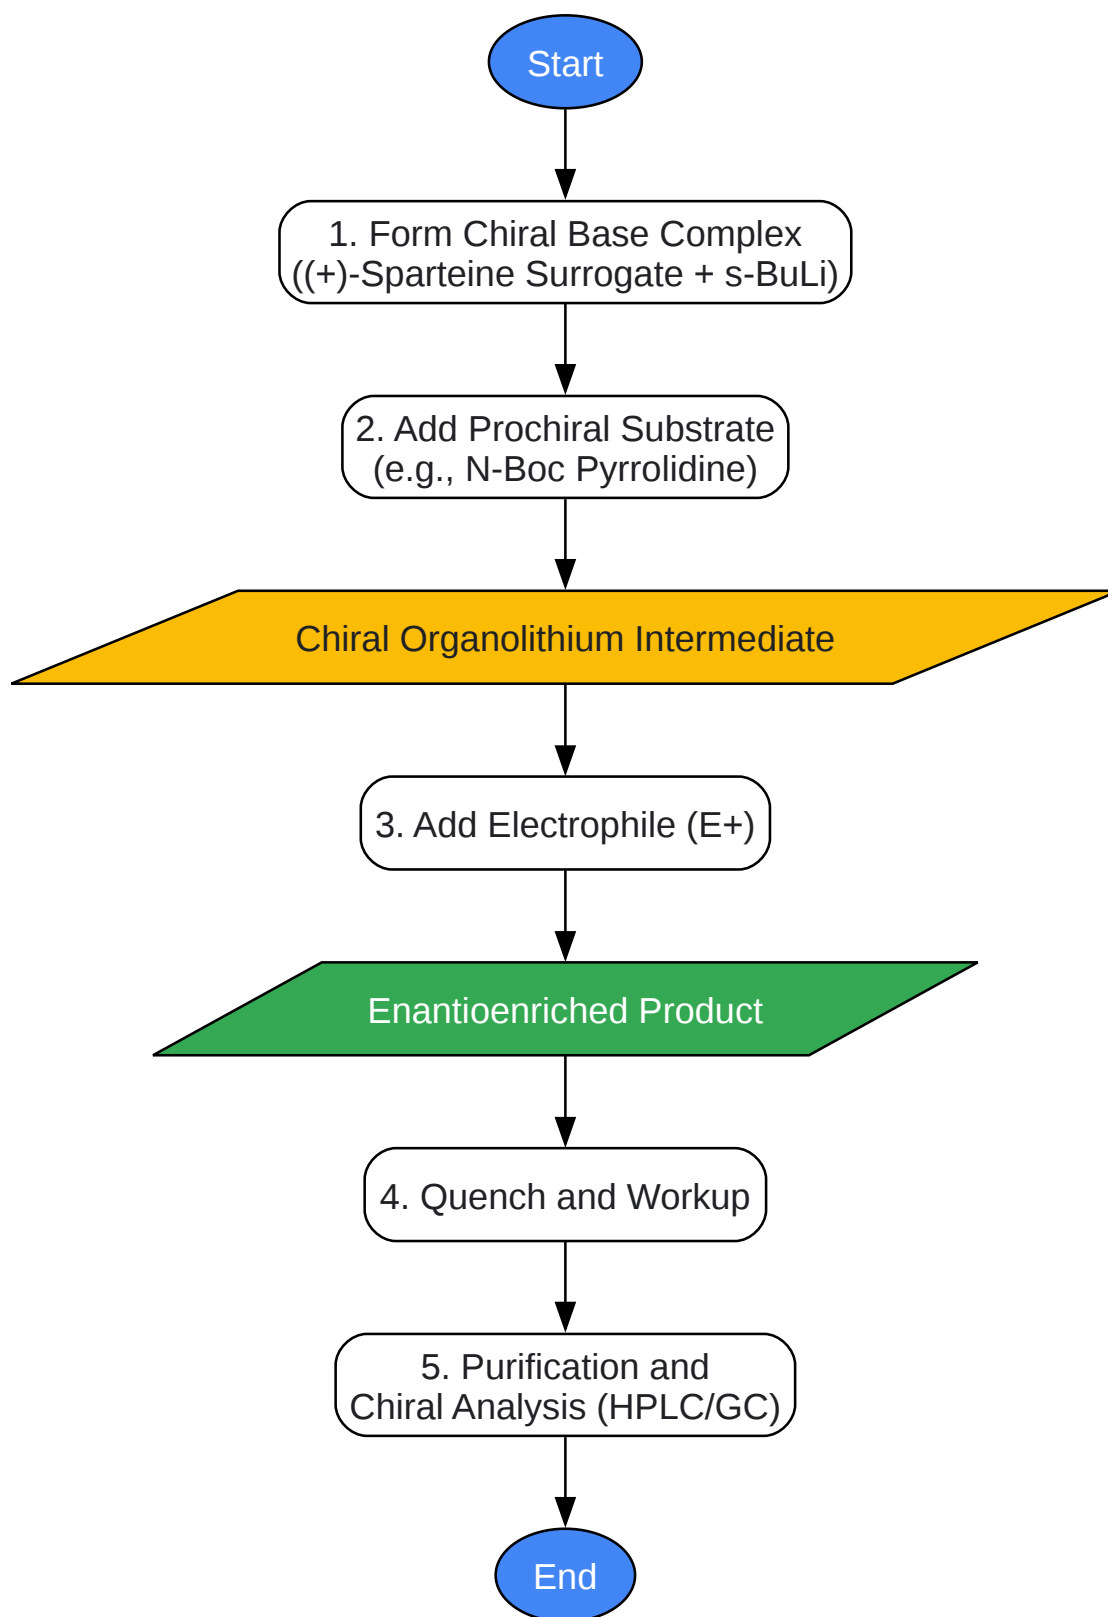 Start
1. Form Chiral Base Complex
((+)-Sparteine Surrogate + s-BuLi)
2. Add Prochiral Substrate
(e.g., N-Boc Pyrrolidine)
Chiral Organolithium Intermediate
3. Add Electrophile (E+)
Enantioenriched Product
4. Quench and Workup
5. Purification and
Chiral Analysis (HPLC/GC)
End